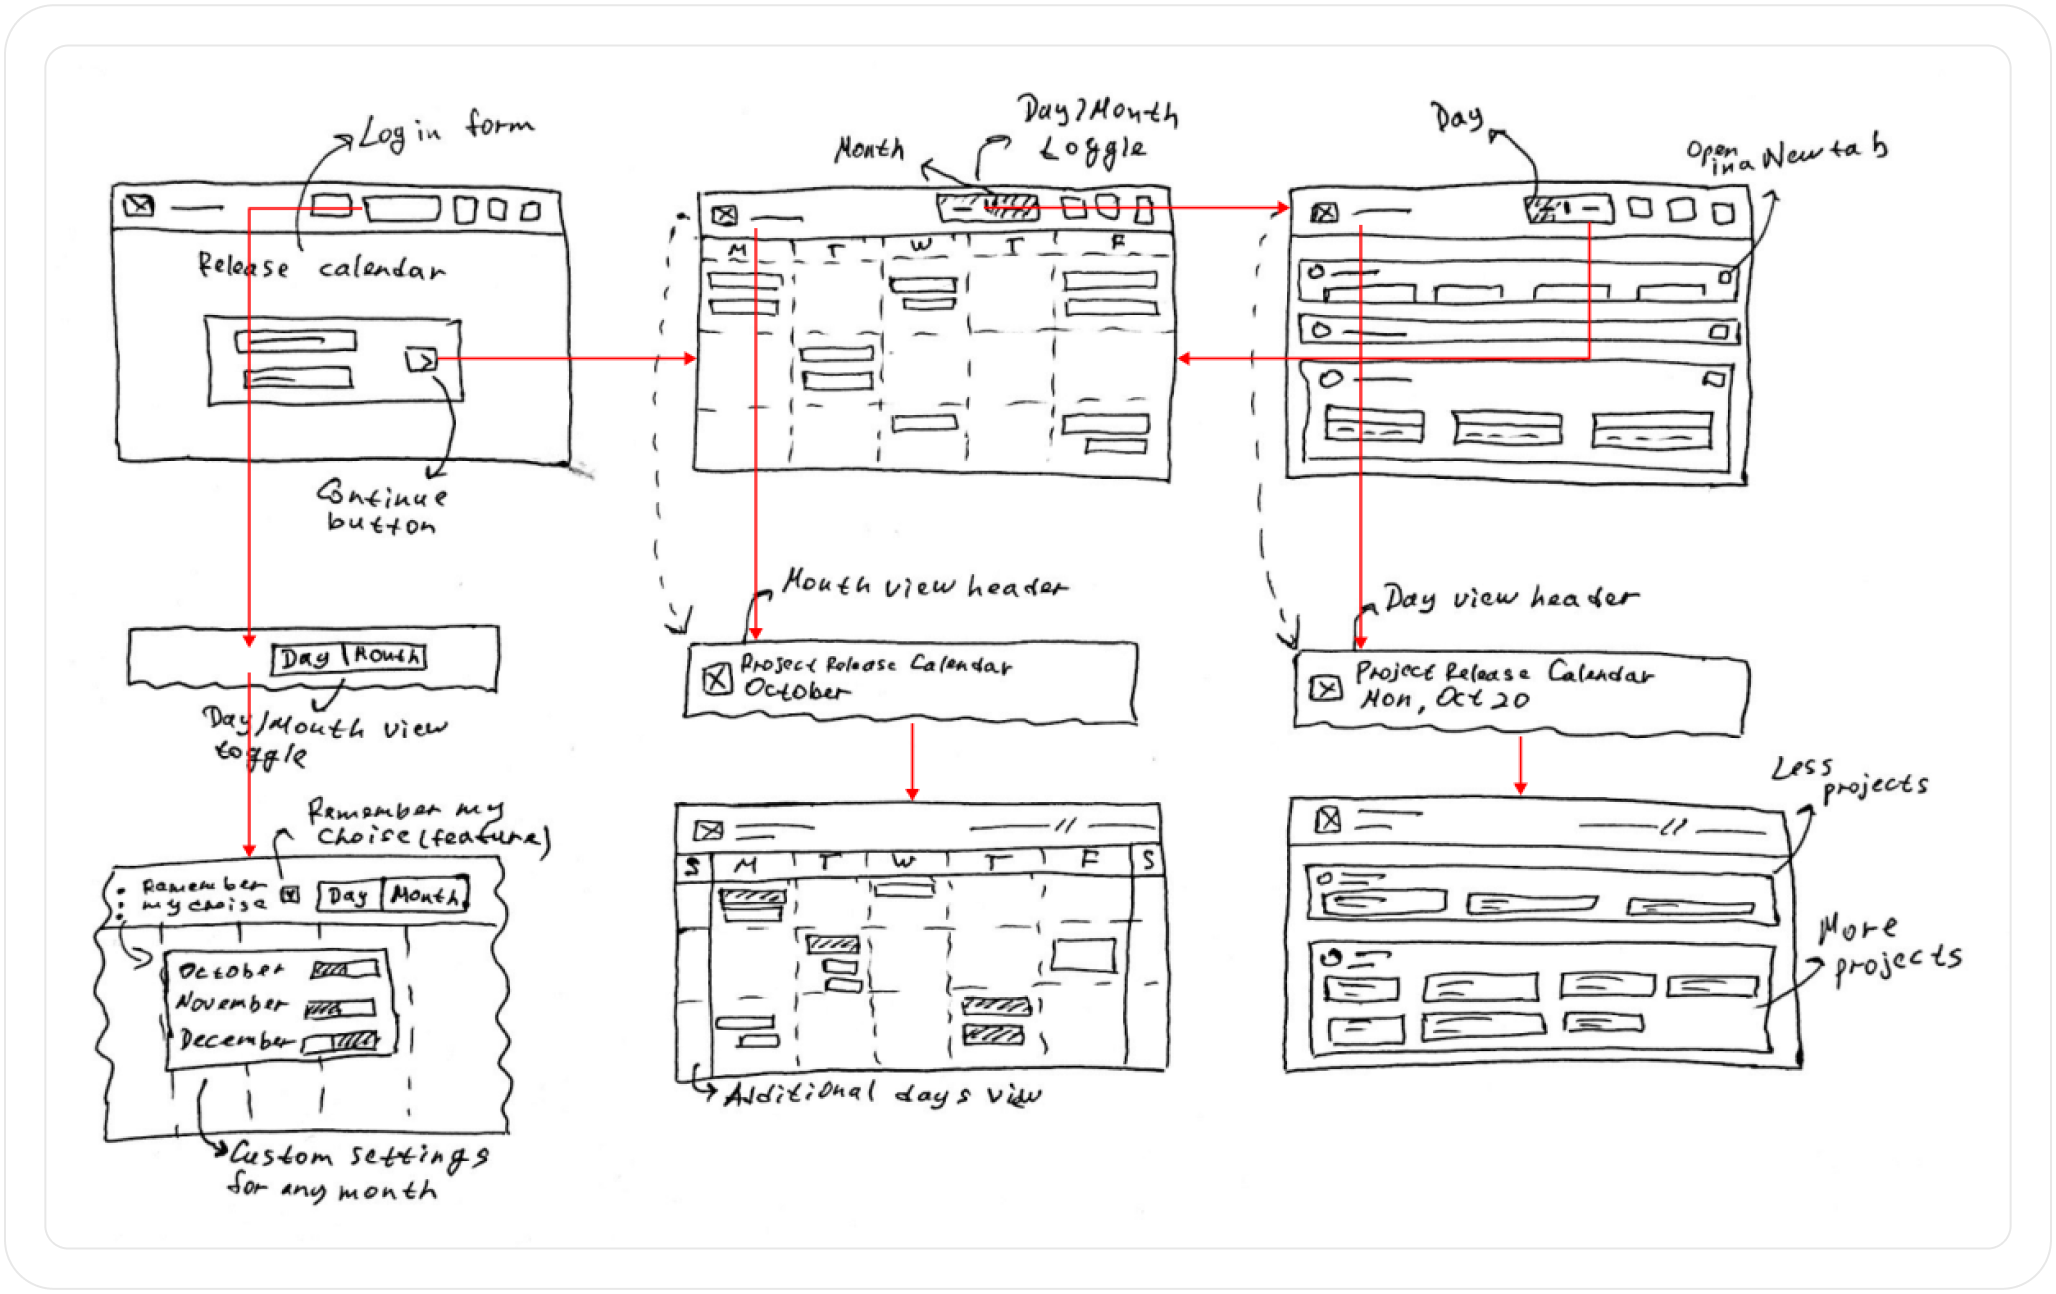 Log in form
Release calendar
Continue
button
Day/Month
toggle
Month
M T W T F
Day
Open
in a New tab
Day Month
Day/Month view
toggle
Month view header
Project Release Calendar
October
Day view header
Project Release Calendar
Mon, Oct 20
Remember my
choise (feature)
Remember
my choise
Day Month
October
November
December
Custom settings
for any month
S M T W T F S
Additional days view
Less
projects
More
projects